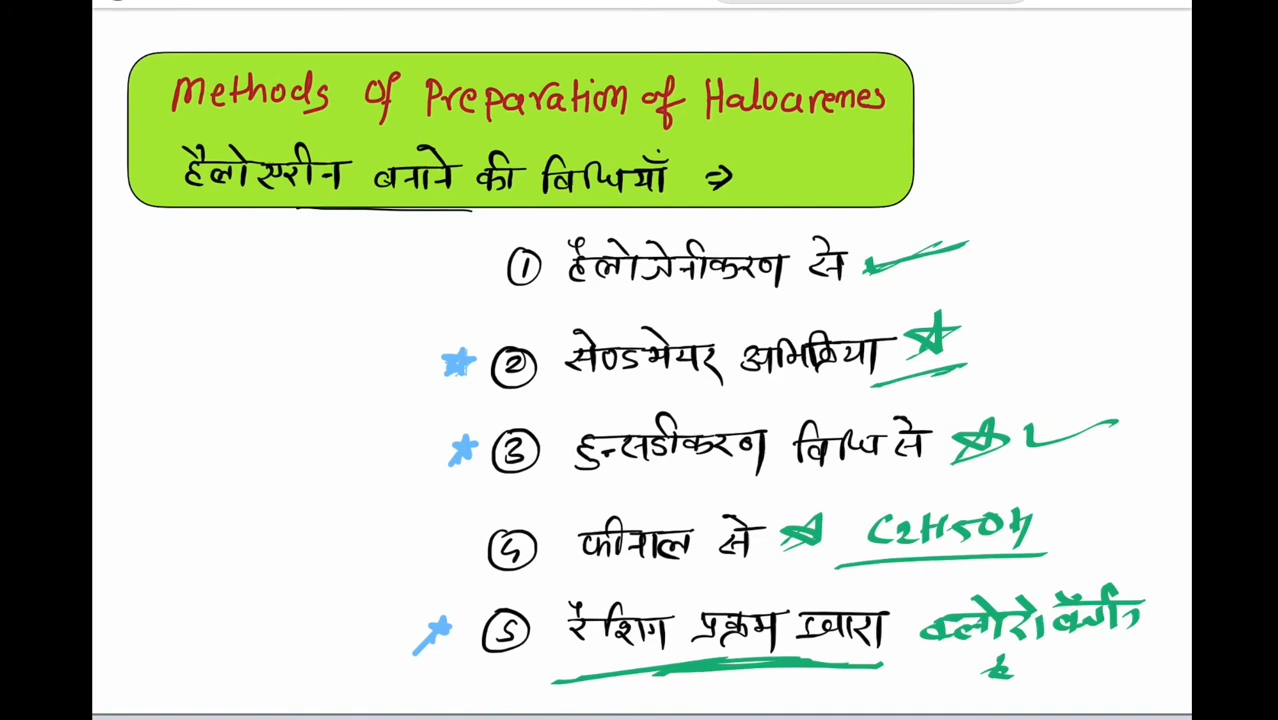 Methods of Preparation of Haloarenes
हैलोएरीन बनाने की विधियाँ ⇒
① हैलोजेनीकरण से
② सेण्डमेयर अभिक्रिया
③ हुन्सडीकरण विधि से
④ फीनाल से C2H5OH
⑤ रैशिग प्रक्रम द्वारा क्लोरो बेंजीन